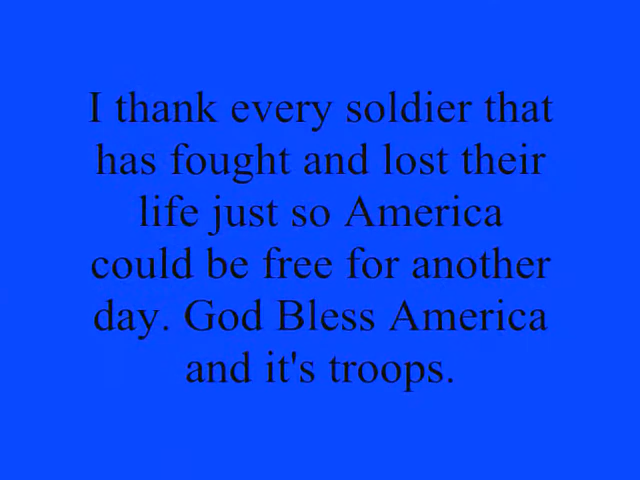 I thank every soldier that
has fought and lost their
life just so America
could be free for another
day. God Bless America
and it's troops.